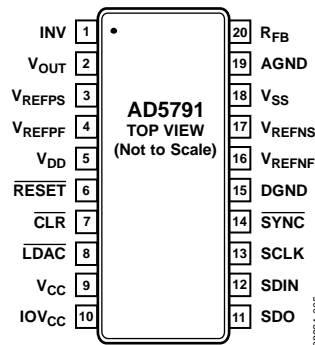 INV 1
VOUT 2
VREFPS 3
VREFPF 4
VDD 5
RESET 6
CLR 7
LDAC 8
VCC 9
IOVCC 10
AD5791
TOP VIEW
(Not to Scale)
20 RFB
19 AGND
18 VSS
17 VREFNS
16 VREFNF
15 DGND
14 SYNC
13 SCLK
12 SDIN
11 SDO